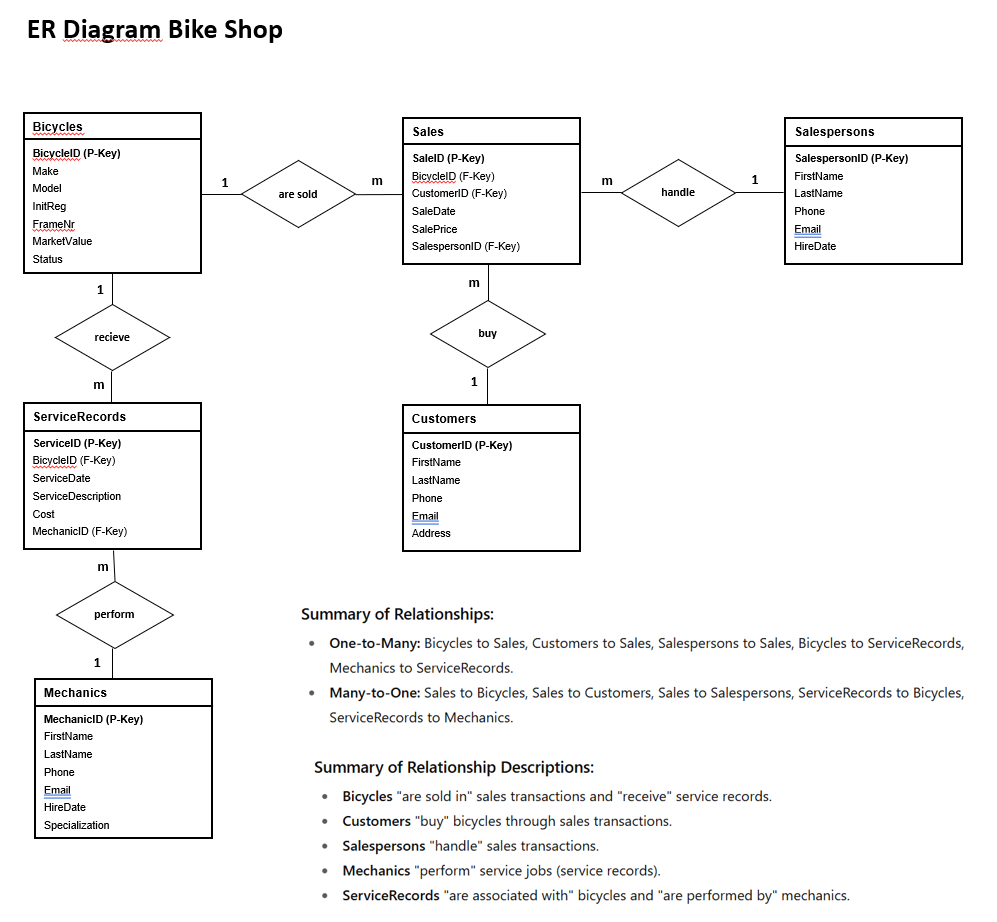 ER Diagram Bike Shop
Bicycles
BicycleID (P-Key)
Make
Model
InitReg
FrameNr
MarketValue
Status
1
are sold
m
Sales
SaleID (P-Key)
BicycleID (F-Key)
CustomerID (F-Key)
SaleDate
SalePrice
SalespersonID (F-Key)
m
handle
1
Salespersons
SalespersonID (P-Key)
FirstName
LastName
Phone
Email
HireDate
1
recieve
m
m
buy
1
ServiceRecords
ServiceID (P-Key)
BicycleID (F-Key)
ServiceDate
ServiceDescription
Cost
MechanicID (F-Key)
Customers
CustomerID (P-Key)
FirstName
LastName
Phone
Email
Address
m
perform
1
Mechanics
MechanicID (P-Key)
FirstName
LastName
Phone
Email
HireDate
Specialization
Summary of Relationships:
• One-to-Many: Bicycles to Sales, Customers to Sales, Salespersons to Sales, Bicycles to ServiceRecords,
Mechanics to ServiceRecords.
• Many-to-One: Sales to Bicycles, Sales to Customers, Sales to Salespersons, ServiceRecords to Bicycles,
ServiceRecords to Mechanics.
Summary of Relationship Descriptions:
• Bicycles "are sold in" sales transactions and "receive" service records.
• Customers "buy" bicycles through sales transactions.
• Salespersons "handle" sales transactions.
• Mechanics "perform" service jobs (service records).
• ServiceRecords "are associated with" bicycles and "are performed by" mechanics.